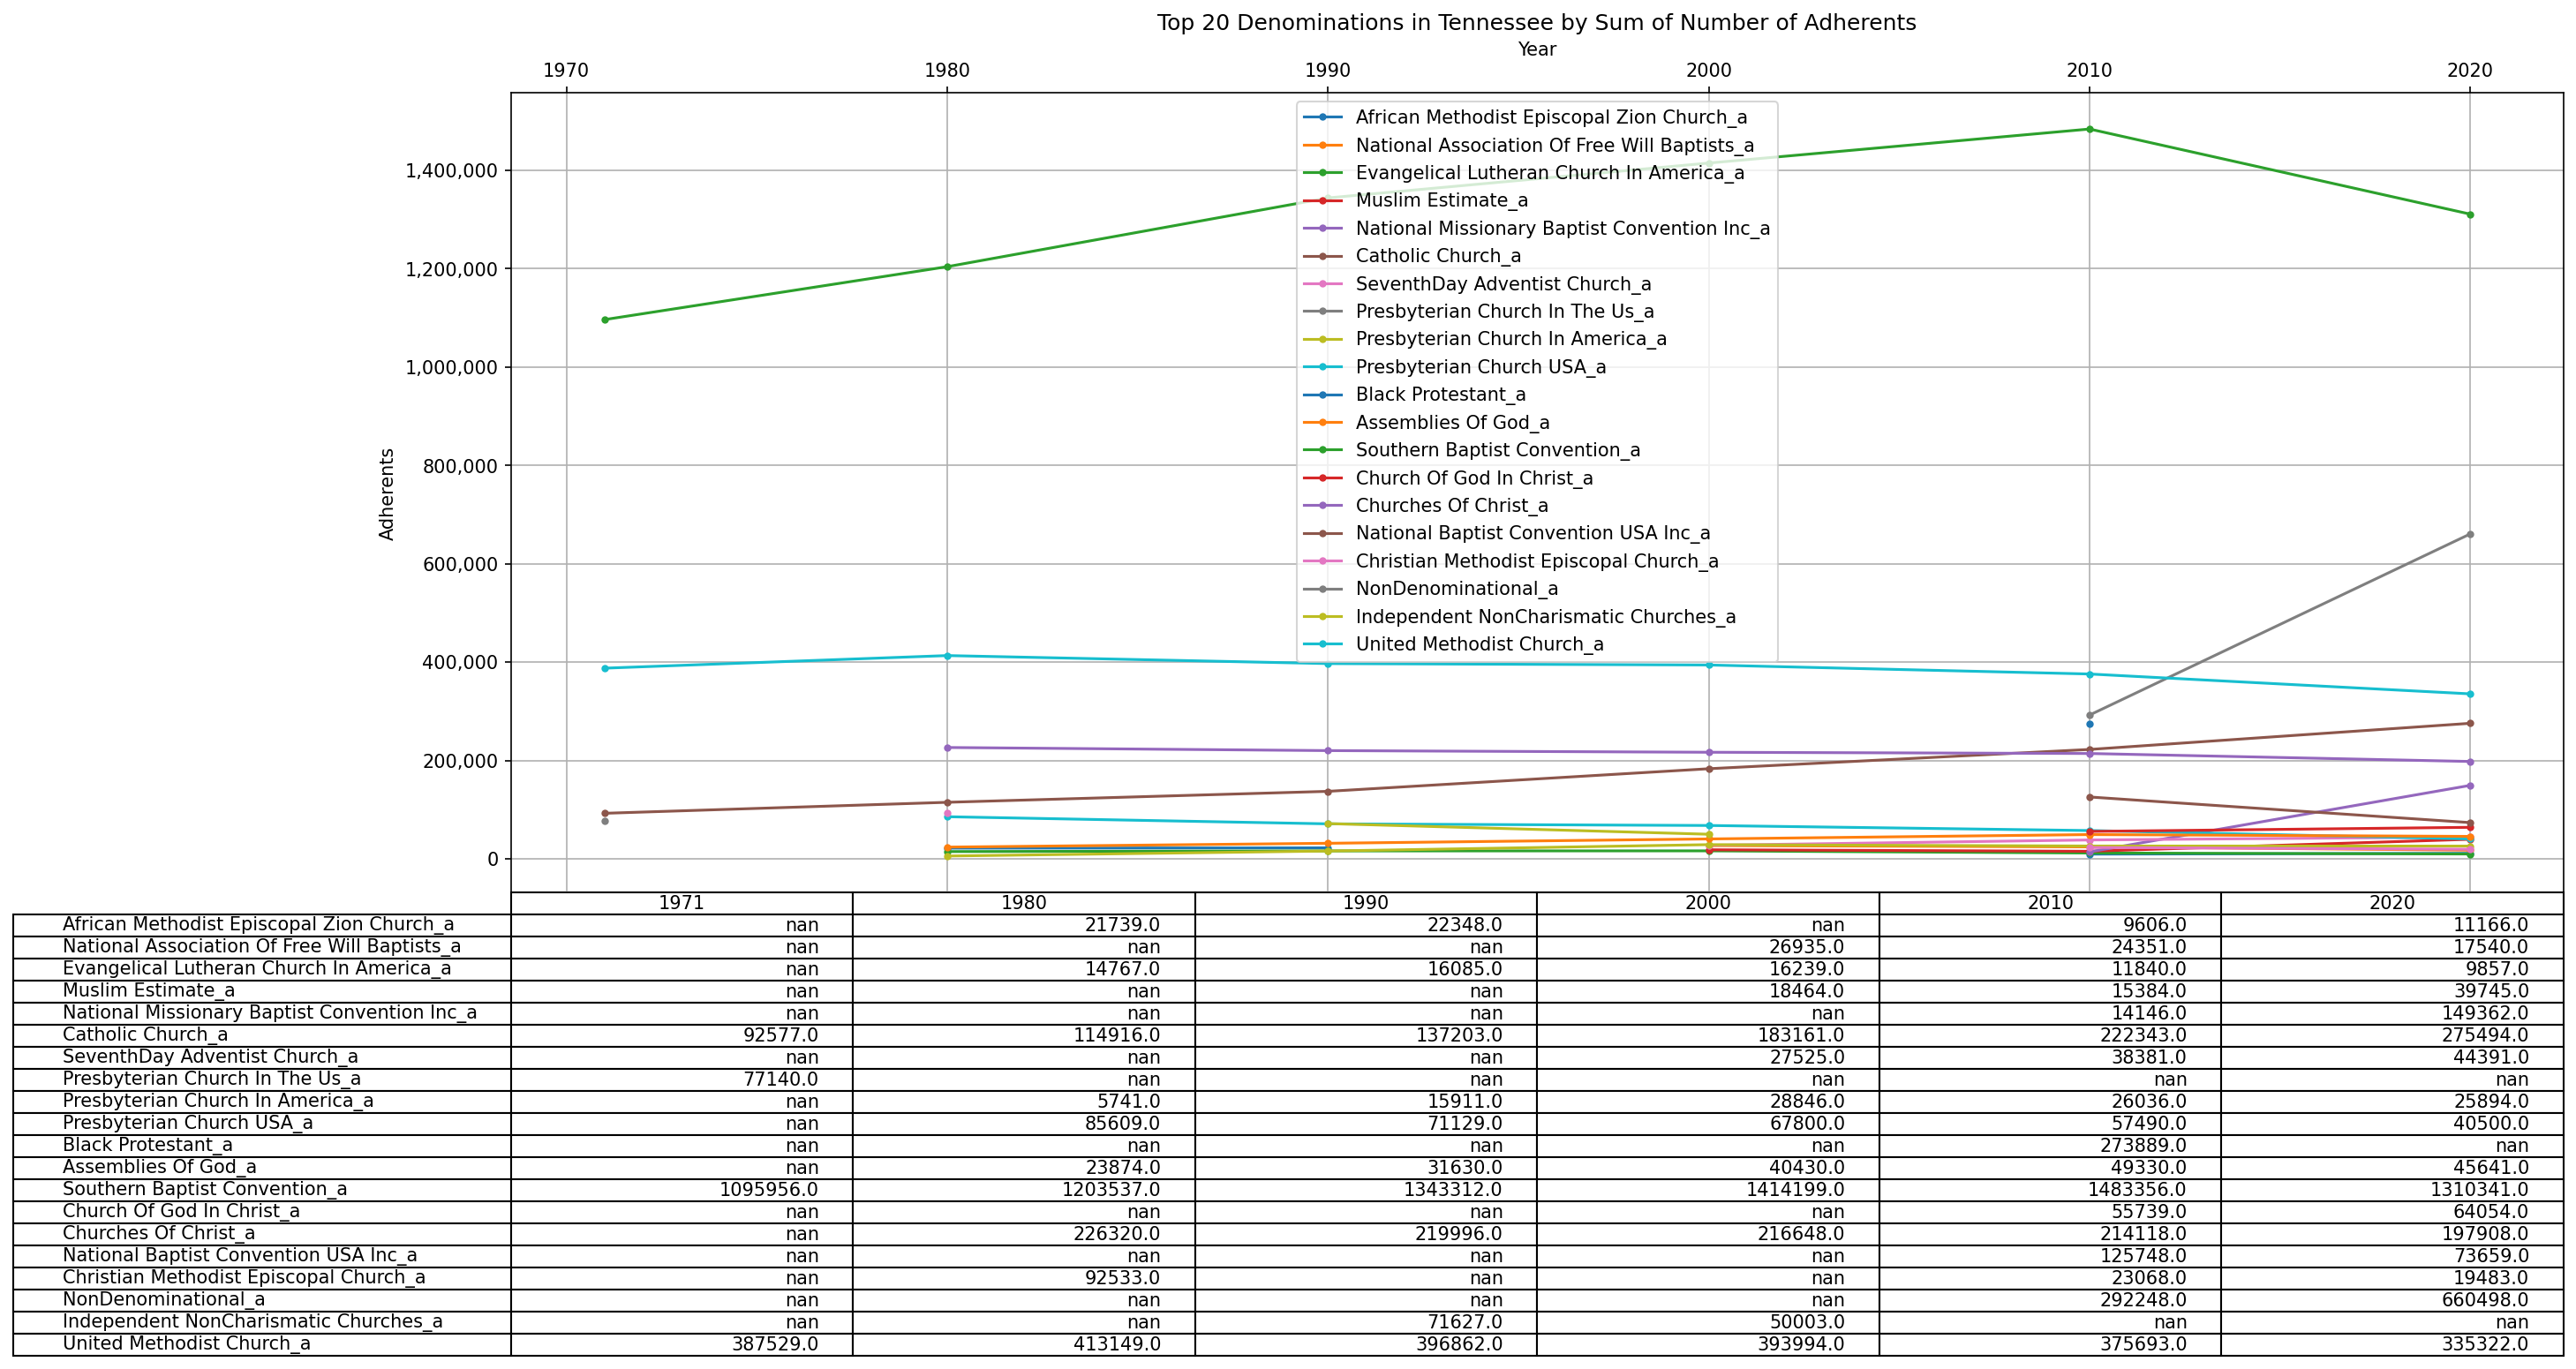 Top 20 Denominations in Tennessee by Sum of Number of Adherents
Year
1970 1980 1990 2000 2010 2020
1,400,000
1,200,000
1,000,000
800,000
600,000
400,000
200,000
0
Adherents
African Methodist Episcopal Zion Church_a
National Association Of Free Will Baptists_a
Evangelical Lutheran Church In America_a
Muslim Estimate_a
National Missionary Baptist Convention Inc_a
Catholic Church_a
SeventhDay Adventist Church_a
Presbyterian Church In The Us_a
Presbyterian Church In America_a
Presbyterian Church USA_a
Black Protestant_a
Assemblies Of God_a
Southern Baptist Convention_a
Church Of God In Christ_a
Churches Of Christ_a
National Baptist Convention USA Inc_a
Christian Methodist Episcopal Church_a
NonDenominational_a
Independent NonCharismatic Churches_a
United Methodist Church_a
1971 1980 1990 2000 2010 2020
African Methodist Episcopal Zion Church_a nan 21739.0 22348.0 nan 9606.0 11166.0
National Association Of Free Will Baptists_a nan nan nan 26935.0 24351.0 17540.0
Evangelical Lutheran Church In America_a nan 14767.0 16085.0 16239.0 11840.0 9857.0
Muslim Estimate_a nan nan nan 18464.0 15384.0 39745.0
National Missionary Baptist Convention Inc_a nan nan nan nan 14146.0 149362.0
Catholic Church_a 92577.0 114916.0 137203.0 183161.0 222343.0 275494.0
SeventhDay Adventist Church_a nan nan nan 27525.0 38381.0 44391.0
Presbyterian Church In The Us_a 77140.0 nan nan nan nan nan
Presbyterian Church In America_a nan 5741.0 15911.0 28846.0 26036.0 25894.0
Presbyterian Church USA_a nan 85609.0 71129.0 67800.0 57490.0 40500.0
Black Protestant_a nan nan nan nan 273889.0 nan
Assemblies Of God_a nan 23874.0 31630.0 40430.0 49330.0 45641.0
Southern Baptist Convention_a 1095956.0 1203537.0 1343312.0 1414199.0 1483356.0 1310341.0
Church Of God In Christ_a nan nan nan nan 55739.0 64054.0
Churches Of Christ_a nan 226320.0 219996.0 216648.0 214118.0 197908.0
National Baptist Convention USA Inc_a nan nan nan nan 125748.0 73659.0
Christian Methodist Episcopal Church_a nan 92533.0 nan nan 23068.0 19483.0
NonDenominational_a nan nan nan nan 292248.0 660498.0
Independent NonCharismatic Churches_a nan nan 71627.0 50003.0 nan nan
United Methodist Church_a 387529.0 413149.0 396862.0 393994.0 375693.0 335322.0